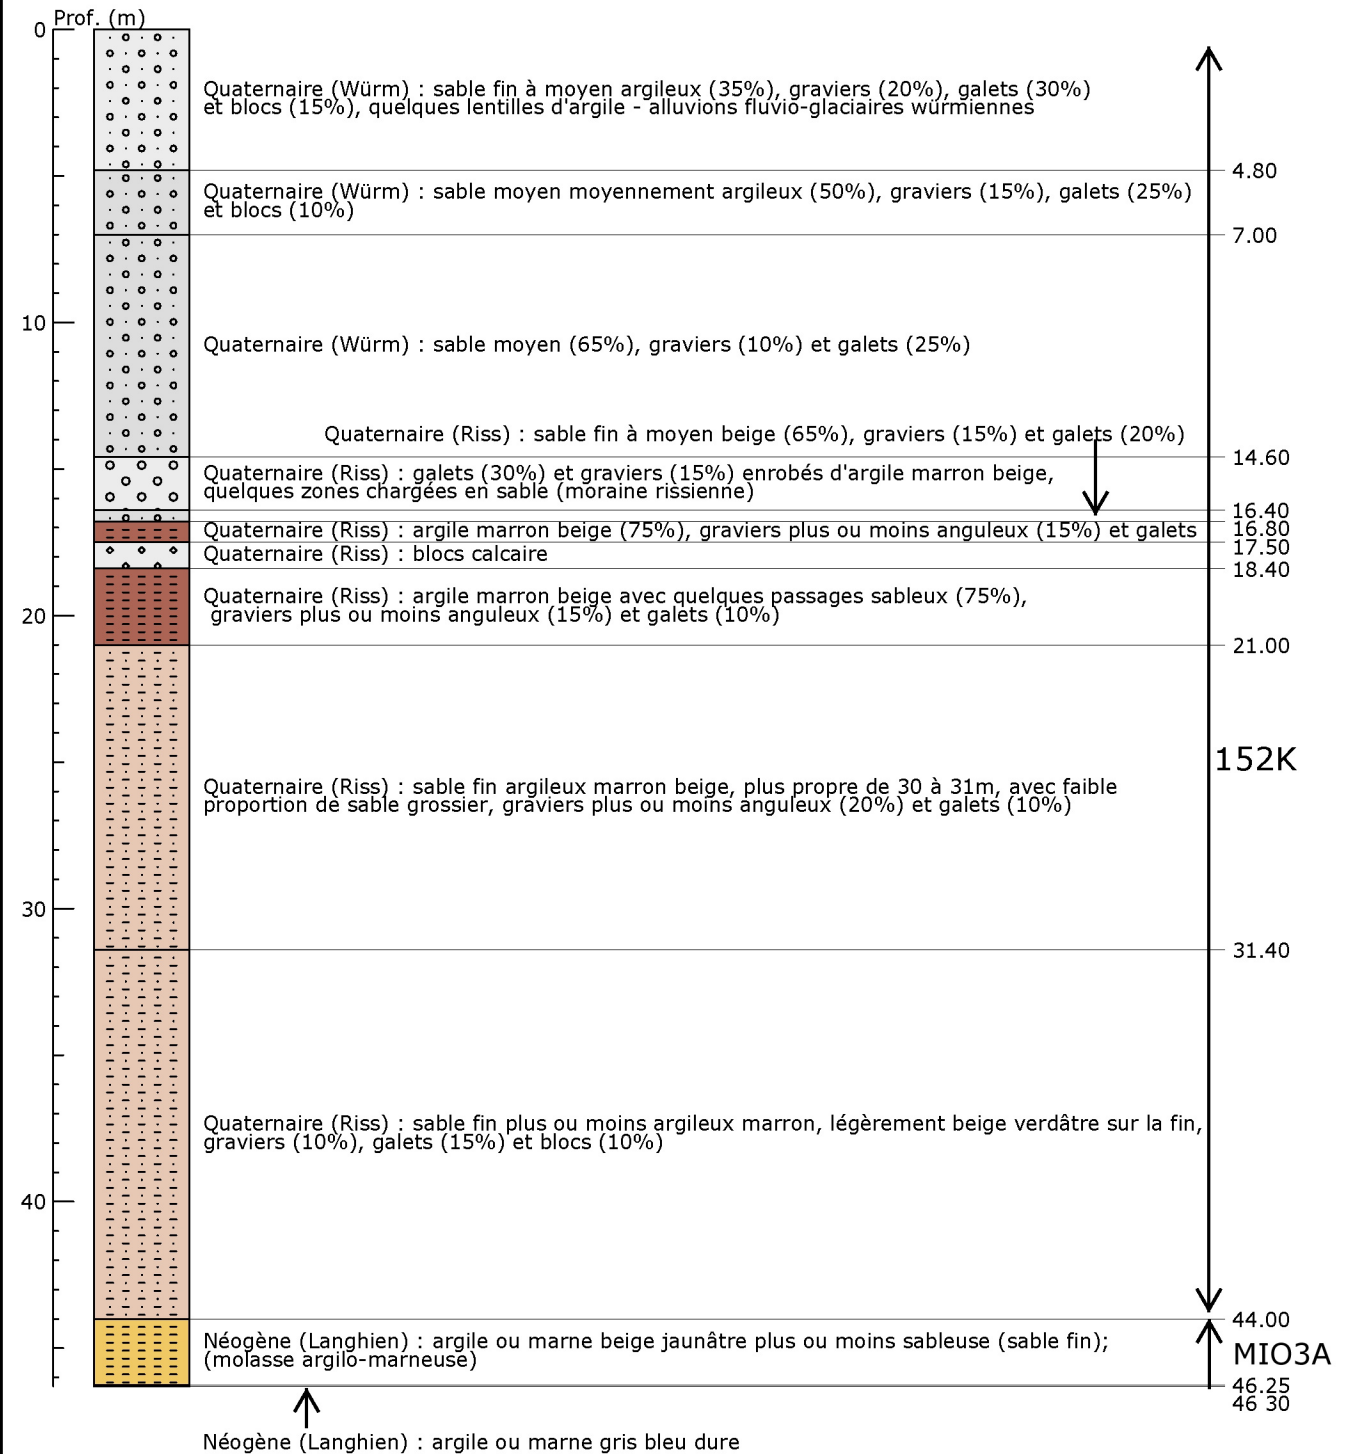 Prof. (m)
0
Quaternaire (Würm) : sable fin à moyen argileux (35%), graviers (20%), galets (30%)
et blocs (15%), quelques lentilles d'argile - alluvions fluvio-glaciaires würmiennes
4.80
Quaternaire (Würm) : sable moyen moyennement argileux (50%), graviers (15%), galets (25%)
et blocs (10%)
7.00
10
Quaternaire (Würm) : sable moyen (65%), graviers (10%) et galets (25%)
Quaternaire (Riss) : sable fin à moyen beige (65%), graviers (15%) et galets (20%)
14.60
Quaternaire (Riss) : galets (30%) et graviers (15%) enrobés d'argile marron beige,
quelques zones chargées en sable (moraine rissienne)
16.40
16.80
Quaternaire (Riss) : argile marron beige (75%), graviers plus ou moins anguleux (15%) et galets
17.50
Quaternaire (Riss) : blocs calcaire
18.40
Quaternaire (Riss) : argile marron beige avec quelques passages sableux (75%),
graviers plus ou moins anguleux (15%) et galets (10%)
20
21.00
152K
Quaternaire (Riss) : sable fin argileux marron beige, plus propre de 30 à 31m, avec faible
proportion de sable grossier, graviers plus ou moins anguleux (20%) et galets (10%)
30
31.40
Quaternaire (Riss) : sable fin plus ou moins argileux marron, légèrement beige verdâtre sur la fin,
graviers (10%), galets (15%) et blocs (10%)
40
44.00
Néogène (Langhien) : argile ou marne beige jaunâtre plus ou moins sableuse (sable fin);
(molasse argilo-marneuse)
MIO3A
46.25
46 30
Néogène (Langhien) : argile ou marne gris bleu dure